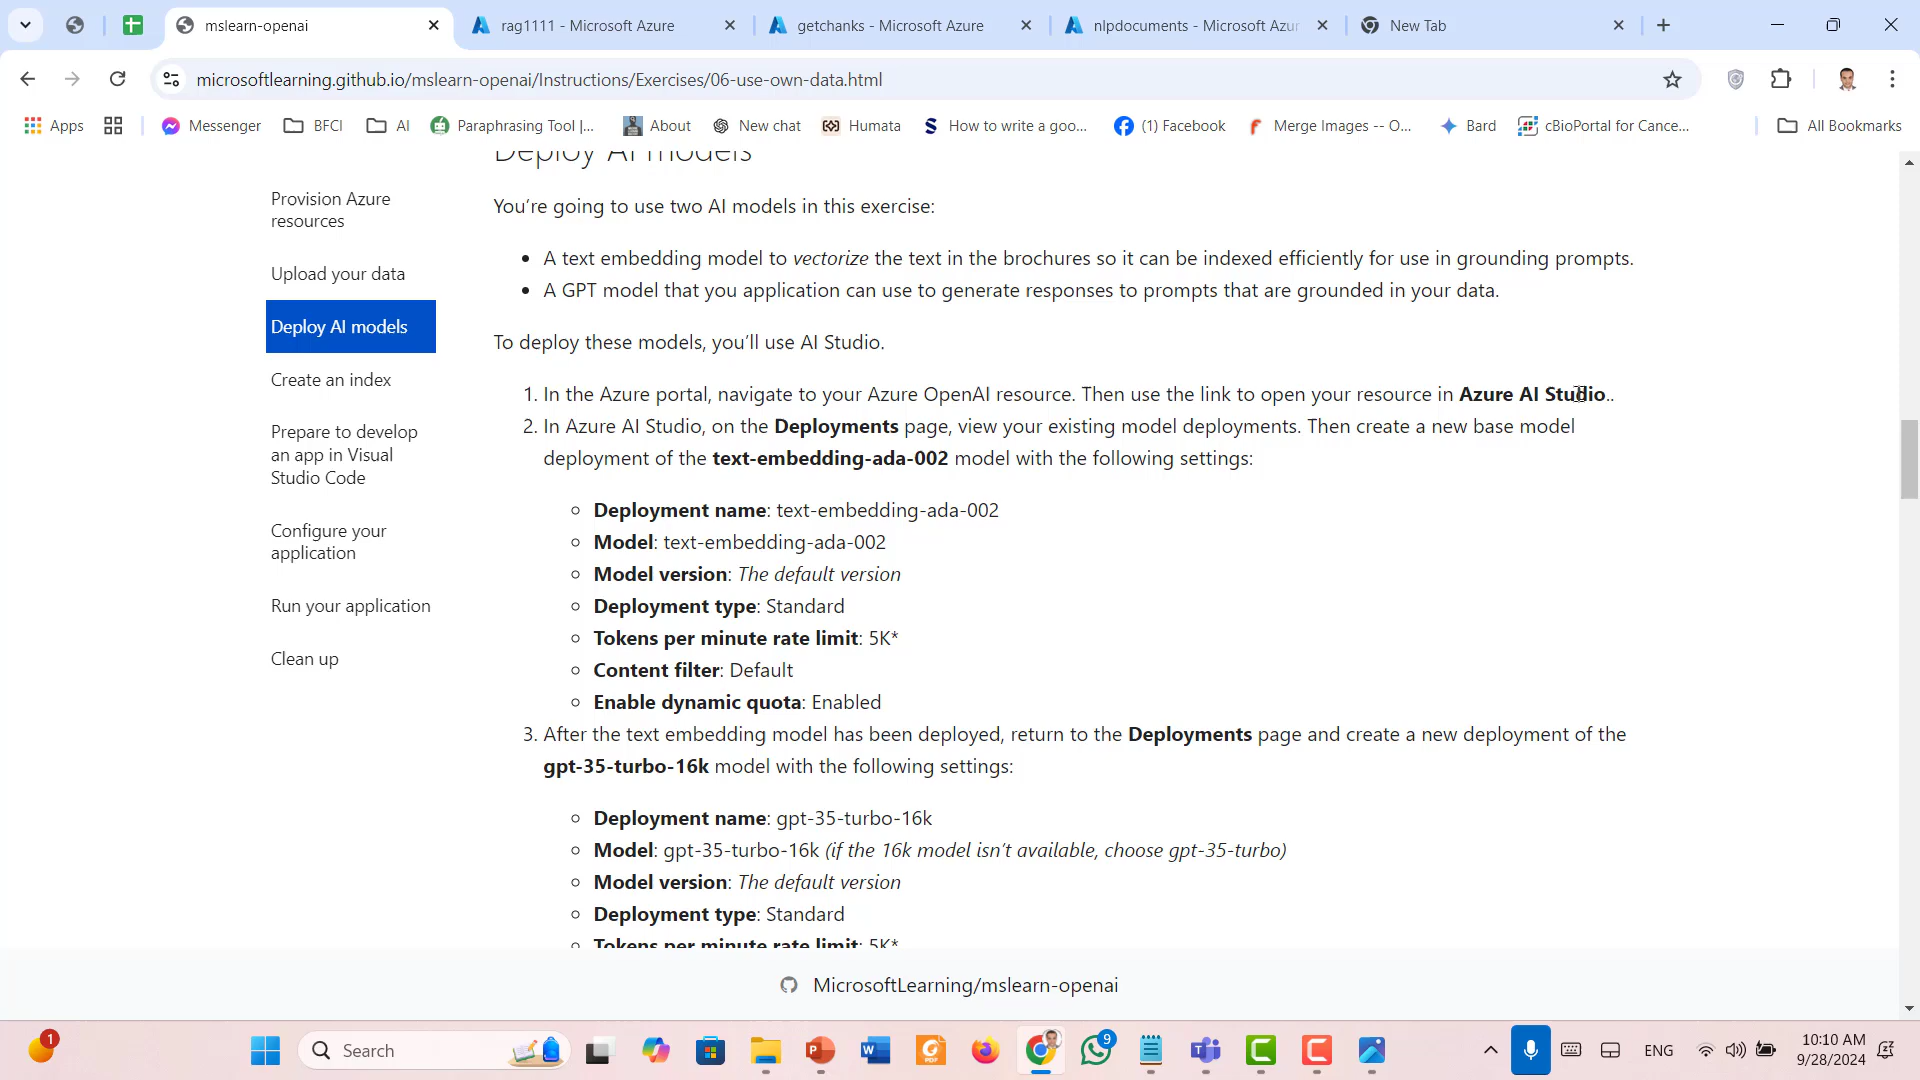 mslearn-openai
rag1111 - Microsoft Azure
getchanks - Microsoft Azure
nlpdocuments - Microsoft Azur
New Tab
microsoftlearning.github.io/mslearn-openai/Instructions/Exercises/06-use-own-data.html
Apps
Messenger
BFCI
AI
Paraphrasing Tool |...
About
New chat
Humata
How to write a goo...
(1) Facebook
Merge Images -- O...
Bard
cBioPortal for Cance...
All Bookmarks
Provision Azure
resources
Upload your data
Deploy AI models
Create an index
Prepare to develop
an app in Visual
Studio Code
Configure your
application
Run your application
Clean up
Deploy AI models
You’re going to use two AI models in this exercise:
• A text embedding model to vectorize the text in the brochures so it can be indexed efficiently for use in grounding prompts.
• A GPT model that you application can use to generate responses to prompts that are grounded in your data.
To deploy these models, you’ll use AI Studio.
1. In the Azure portal, navigate to your Azure OpenAI resource. Then use the link to open your resource in Azure AI Studio..
2. In Azure AI Studio, on the Deployments page, view your existing model deployments. Then create a new base model
deployment of the text-embedding-ada-002 model with the following settings:
○ Deployment name: text-embedding-ada-002
○ Model: text-embedding-ada-002
○ Model version: The default version
○ Deployment type: Standard
○ Tokens per minute rate limit: 5K*
○ Content filter: Default
○ Enable dynamic quota: Enabled
3. After the text embedding model has been deployed, return to the Deployments page and create a new deployment of the
gpt-35-turbo-16k model with the following settings:
○ Deployment name: gpt-35-turbo-16k
○ Model: gpt-35-turbo-16k (if the 16k model isn’t available, choose gpt-35-turbo)
○ Model version: The default version
○ Deployment type: Standard
○ Tokens per minute rate limit: 5K*
MicrosoftLearning/mslearn-openai
1
Search
9
ENG
10:10 AM
9/28/2024